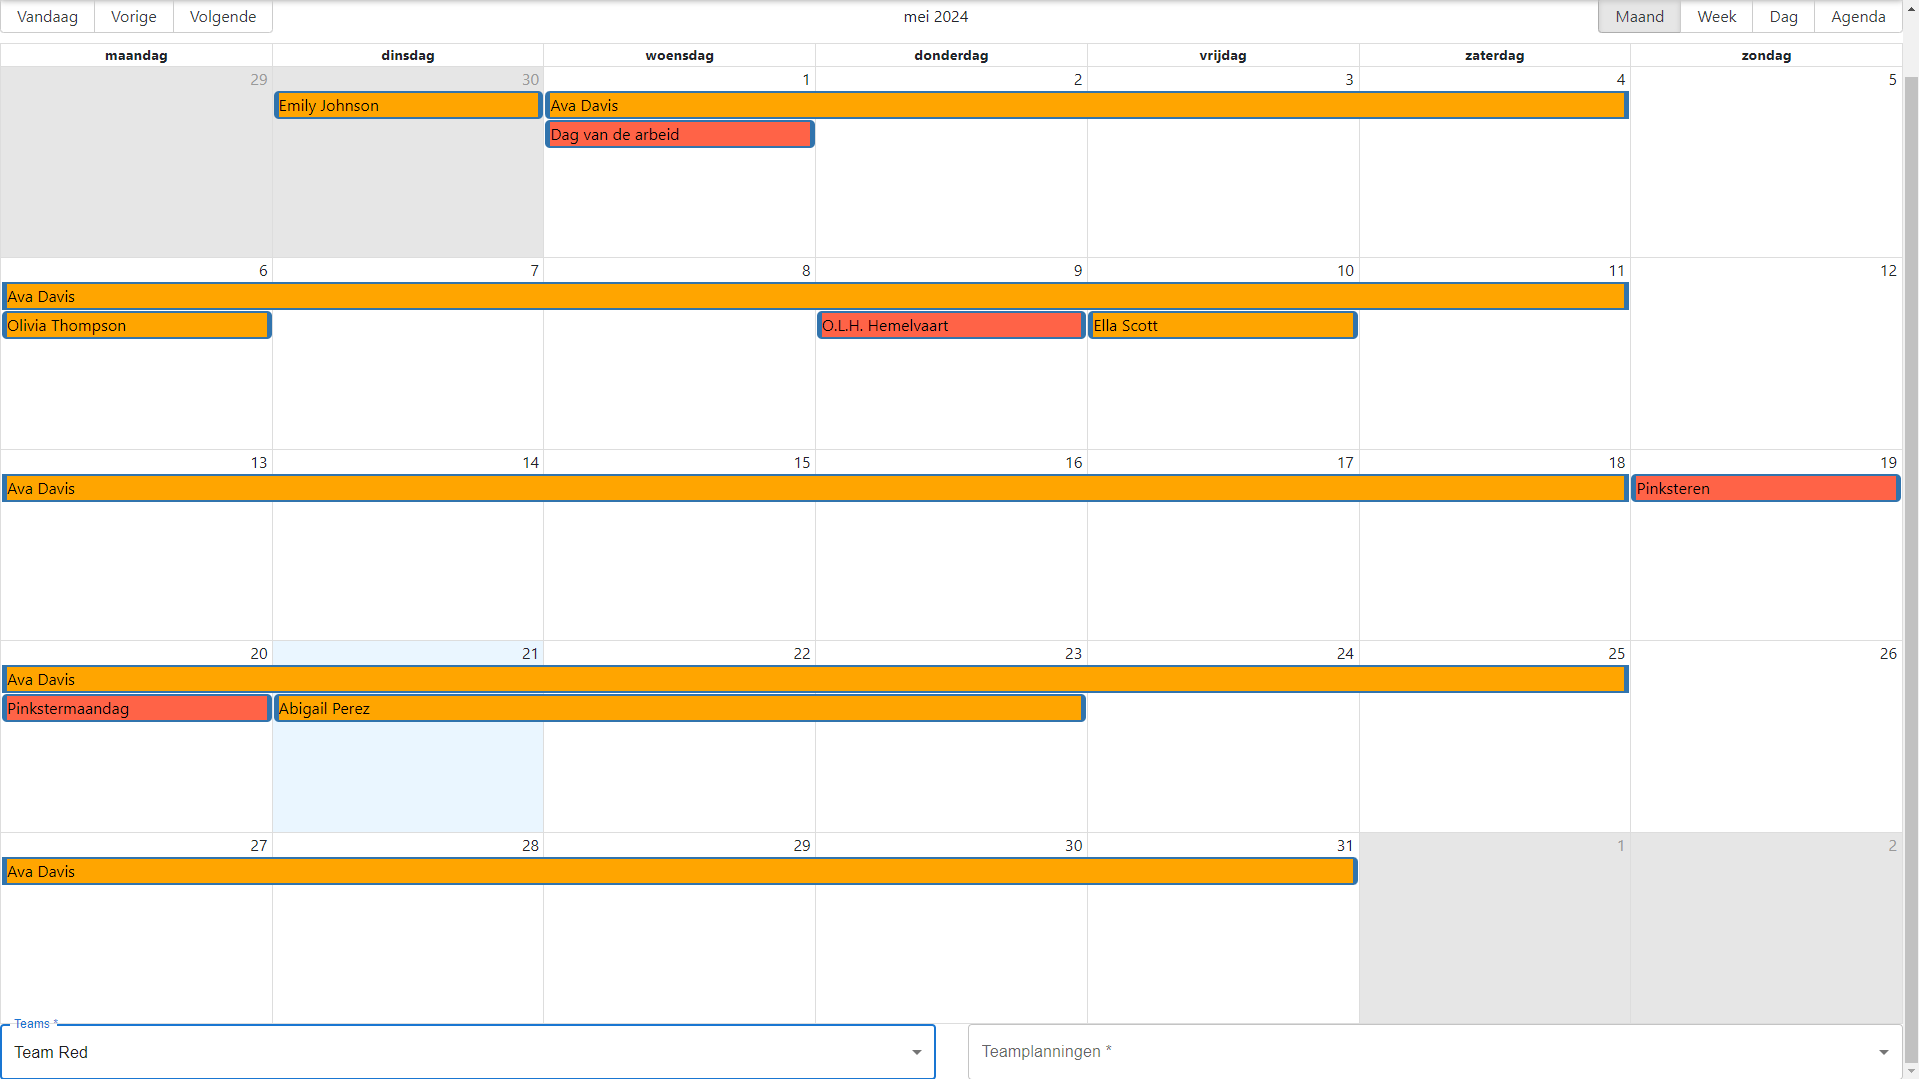 Vandaag Vorige Volgende mei 2024 Maand Week Dag Agenda
maandag dinsdag woensdag donderdag vrijdag zaterdag zondag
29 30 1 2 3 4 5
Emily Johnson Ava Davis
Dag van de arbeid
6 7 8 9 10 11 12
Ava Davis
Olivia Thompson O.L.H. Hemelvaart Ella Scott
13 14 15 16 17 18 19
Ava Davis Pinksteren
20 21 22 23 24 25 26
Ava Davis
Pinkstermaandag Abigail Perez
27 28 29 30 31 1 2
Ava Davis
Teams *
Team Red Teamplanningen *